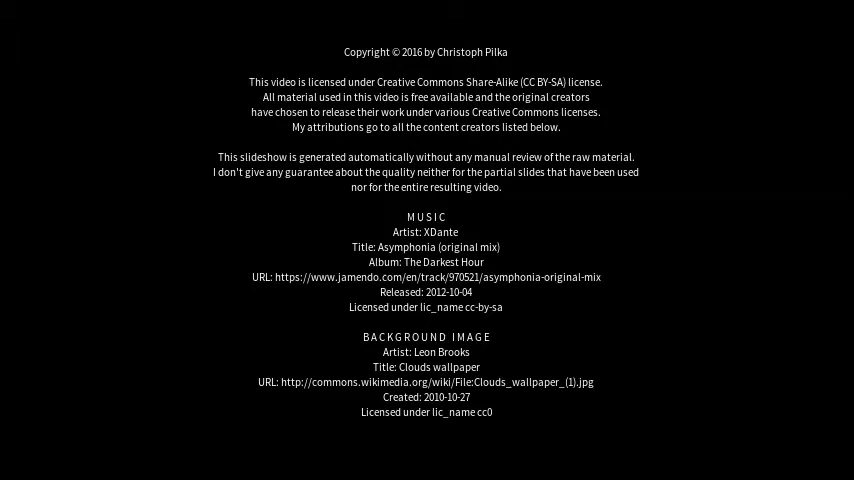 Copyright © 2016 by Christoph Pilka
This video is licensed under Creative Commons Share-Alike (CC BY-SA) license.
All material used in this video is free available and the original creators
have chosen to release their work under various Creative Commons licenses.
My attributions go to all the content creators listed below.
This slideshow is generated automatically without any manual review of the raw material.
I don't give any guarantee about the quality neither for the partial slides that have been used
nor for the entire resulting video.
MUSIC
Artist: XDante
Title: Asymphonia (original mix)
Album: The Darkest Hour
URL: https://www.jamendo.com/en/track/970521/asymphonia-original-mix
Released: 2012-10-04
Licensed under lic_name cc-by-sa
BACKGROUND IMAGE
Artist: Leon Brooks
Title: Clouds wallpaper
URL: http://commons.wikimedia.org/wiki/File:Clouds_wallpaper_(1).jpg
Created: 2010-10-27
Licensed under lic_name cc0